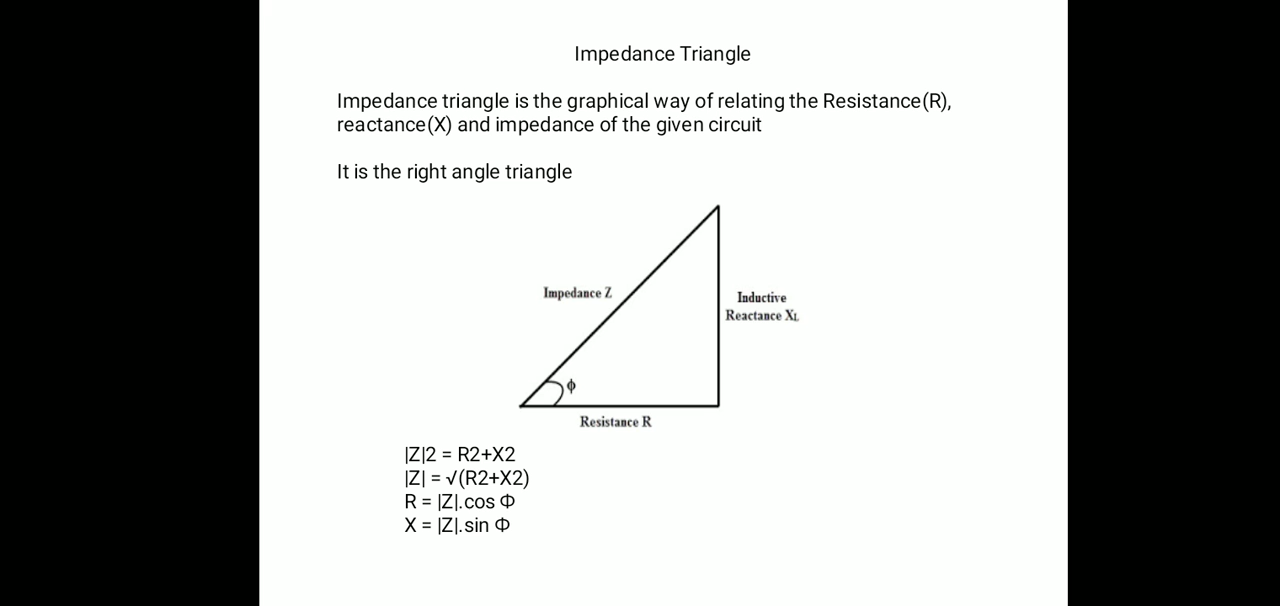 Impedance Triangle
Impedance triangle is the graphical way of relating the Resistance(R),
reactance(X) and impedance of the given circuit
It is the right angle triangle
Impedance Z
Inductive
Reactance XL
ϕ
Resistance R
|Z|2 = R2+X2
|Z| = √(R2+X2)
R = |Z|.cos Φ
X = |Z|.sin Φ